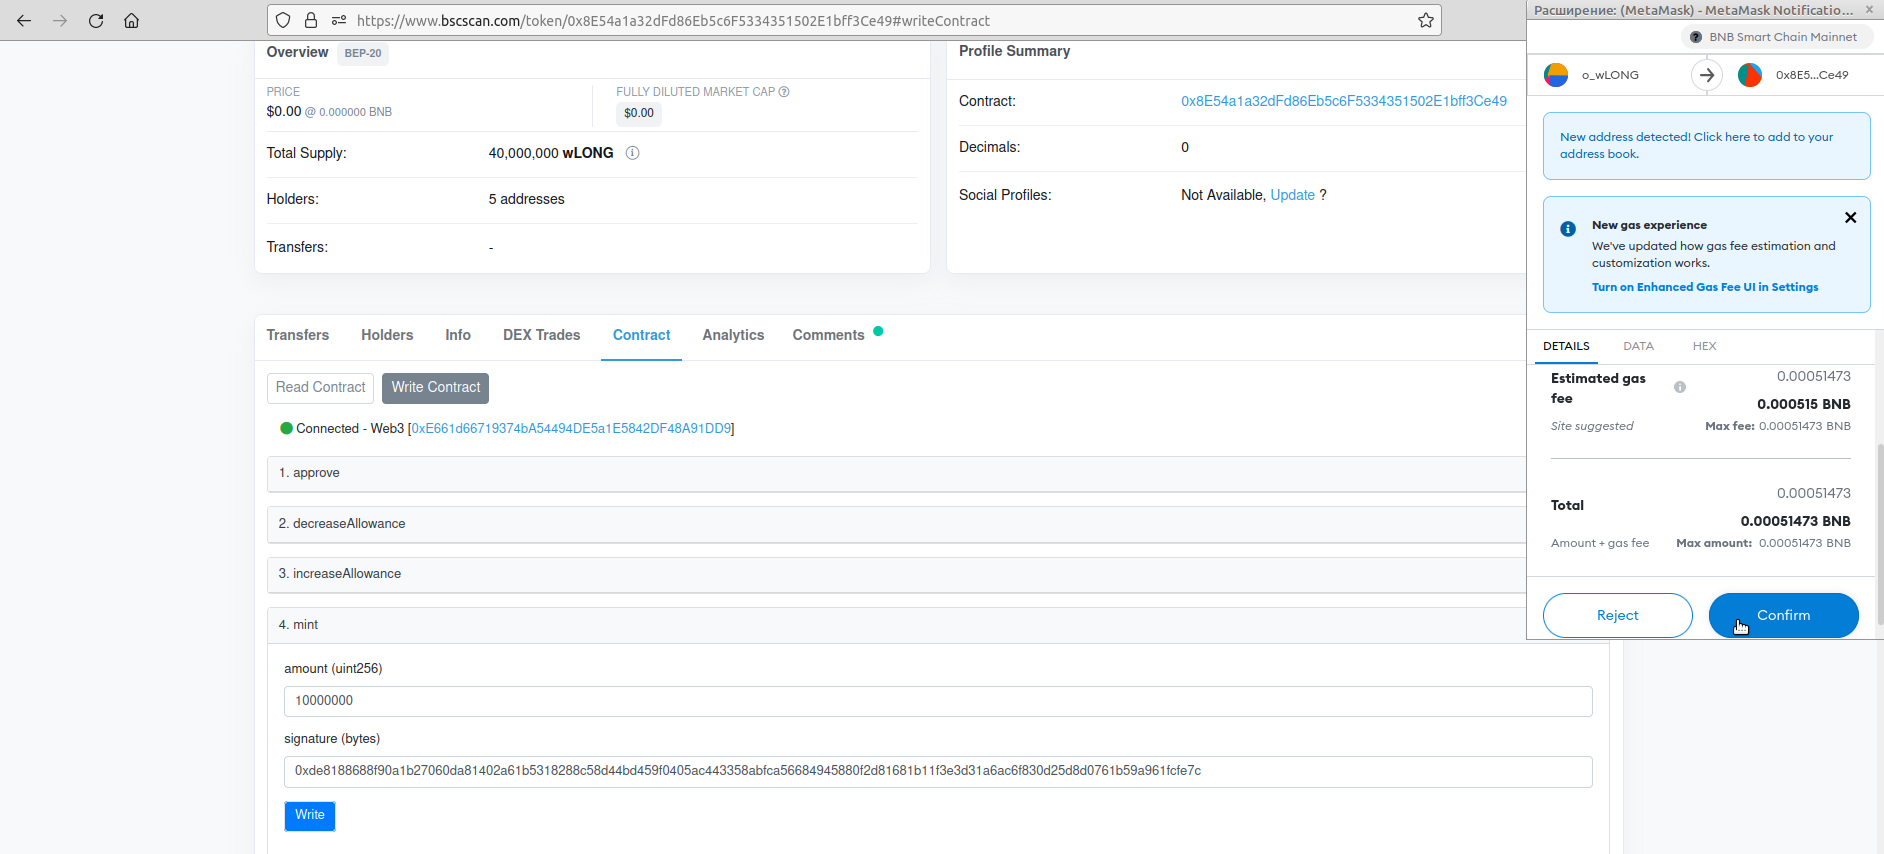 https://www.bscscan.com/token/0x8E54a1a32dFd86Eb5c6F5334351502E1bff3Ce49#writeContract
Overview BEP-20
PRICE
$0.00 @ 0.000000 BNB
FULLY DILUTED MARKET CAP
$0.00
Total Supply: 40,000,000 wLONG
Holders: 5 addresses
Transfers: -
Profile Summary
Contract: 0x8E54a1a32dFd86Eb5c6F5334351502E1bff3Ce49
Decimals: 0
Social Profiles: Not Available, Update ?
Transfers Holders Info DEX Trades Contract Analytics Comments
Read Contract Write Contract
Connected - Web3 [0xE661d66719374bA54494DE5a1E5842DF48A91DD9]
1. approve
2. decreaseAllowance
3. increaseAllowance
4. mint
amount (uint256)
10000000
signature (bytes)
0xde8188688f90a1b27060da81402a61b5318288c58d44bd459f0405ac443358abfca56684945880f2d81681b11f3e3d31a6ac6f830d25d8d0761b59a961fcfe7c
Write
Расширение: (MetaMask) - MetaMask Notificatio... ×
? BNB Smart Chain Mainnet
o_wLONG 0x8E5...Ce49
New address detected! Click here to add to your
address book.
New gas experience
We've updated how gas fee estimation and
customization works.
Turn on Enhanced Gas Fee UI in Settings
DETAILS DATA HEX
Estimated gas
fee
0.00051473
0.000515 BNB
Site suggested Max fee: 0.00051473 BNB
0.00051473
Total
0.00051473 BNB
Amount + gas fee Max amount: 0.00051473 BNB
Reject Confirm